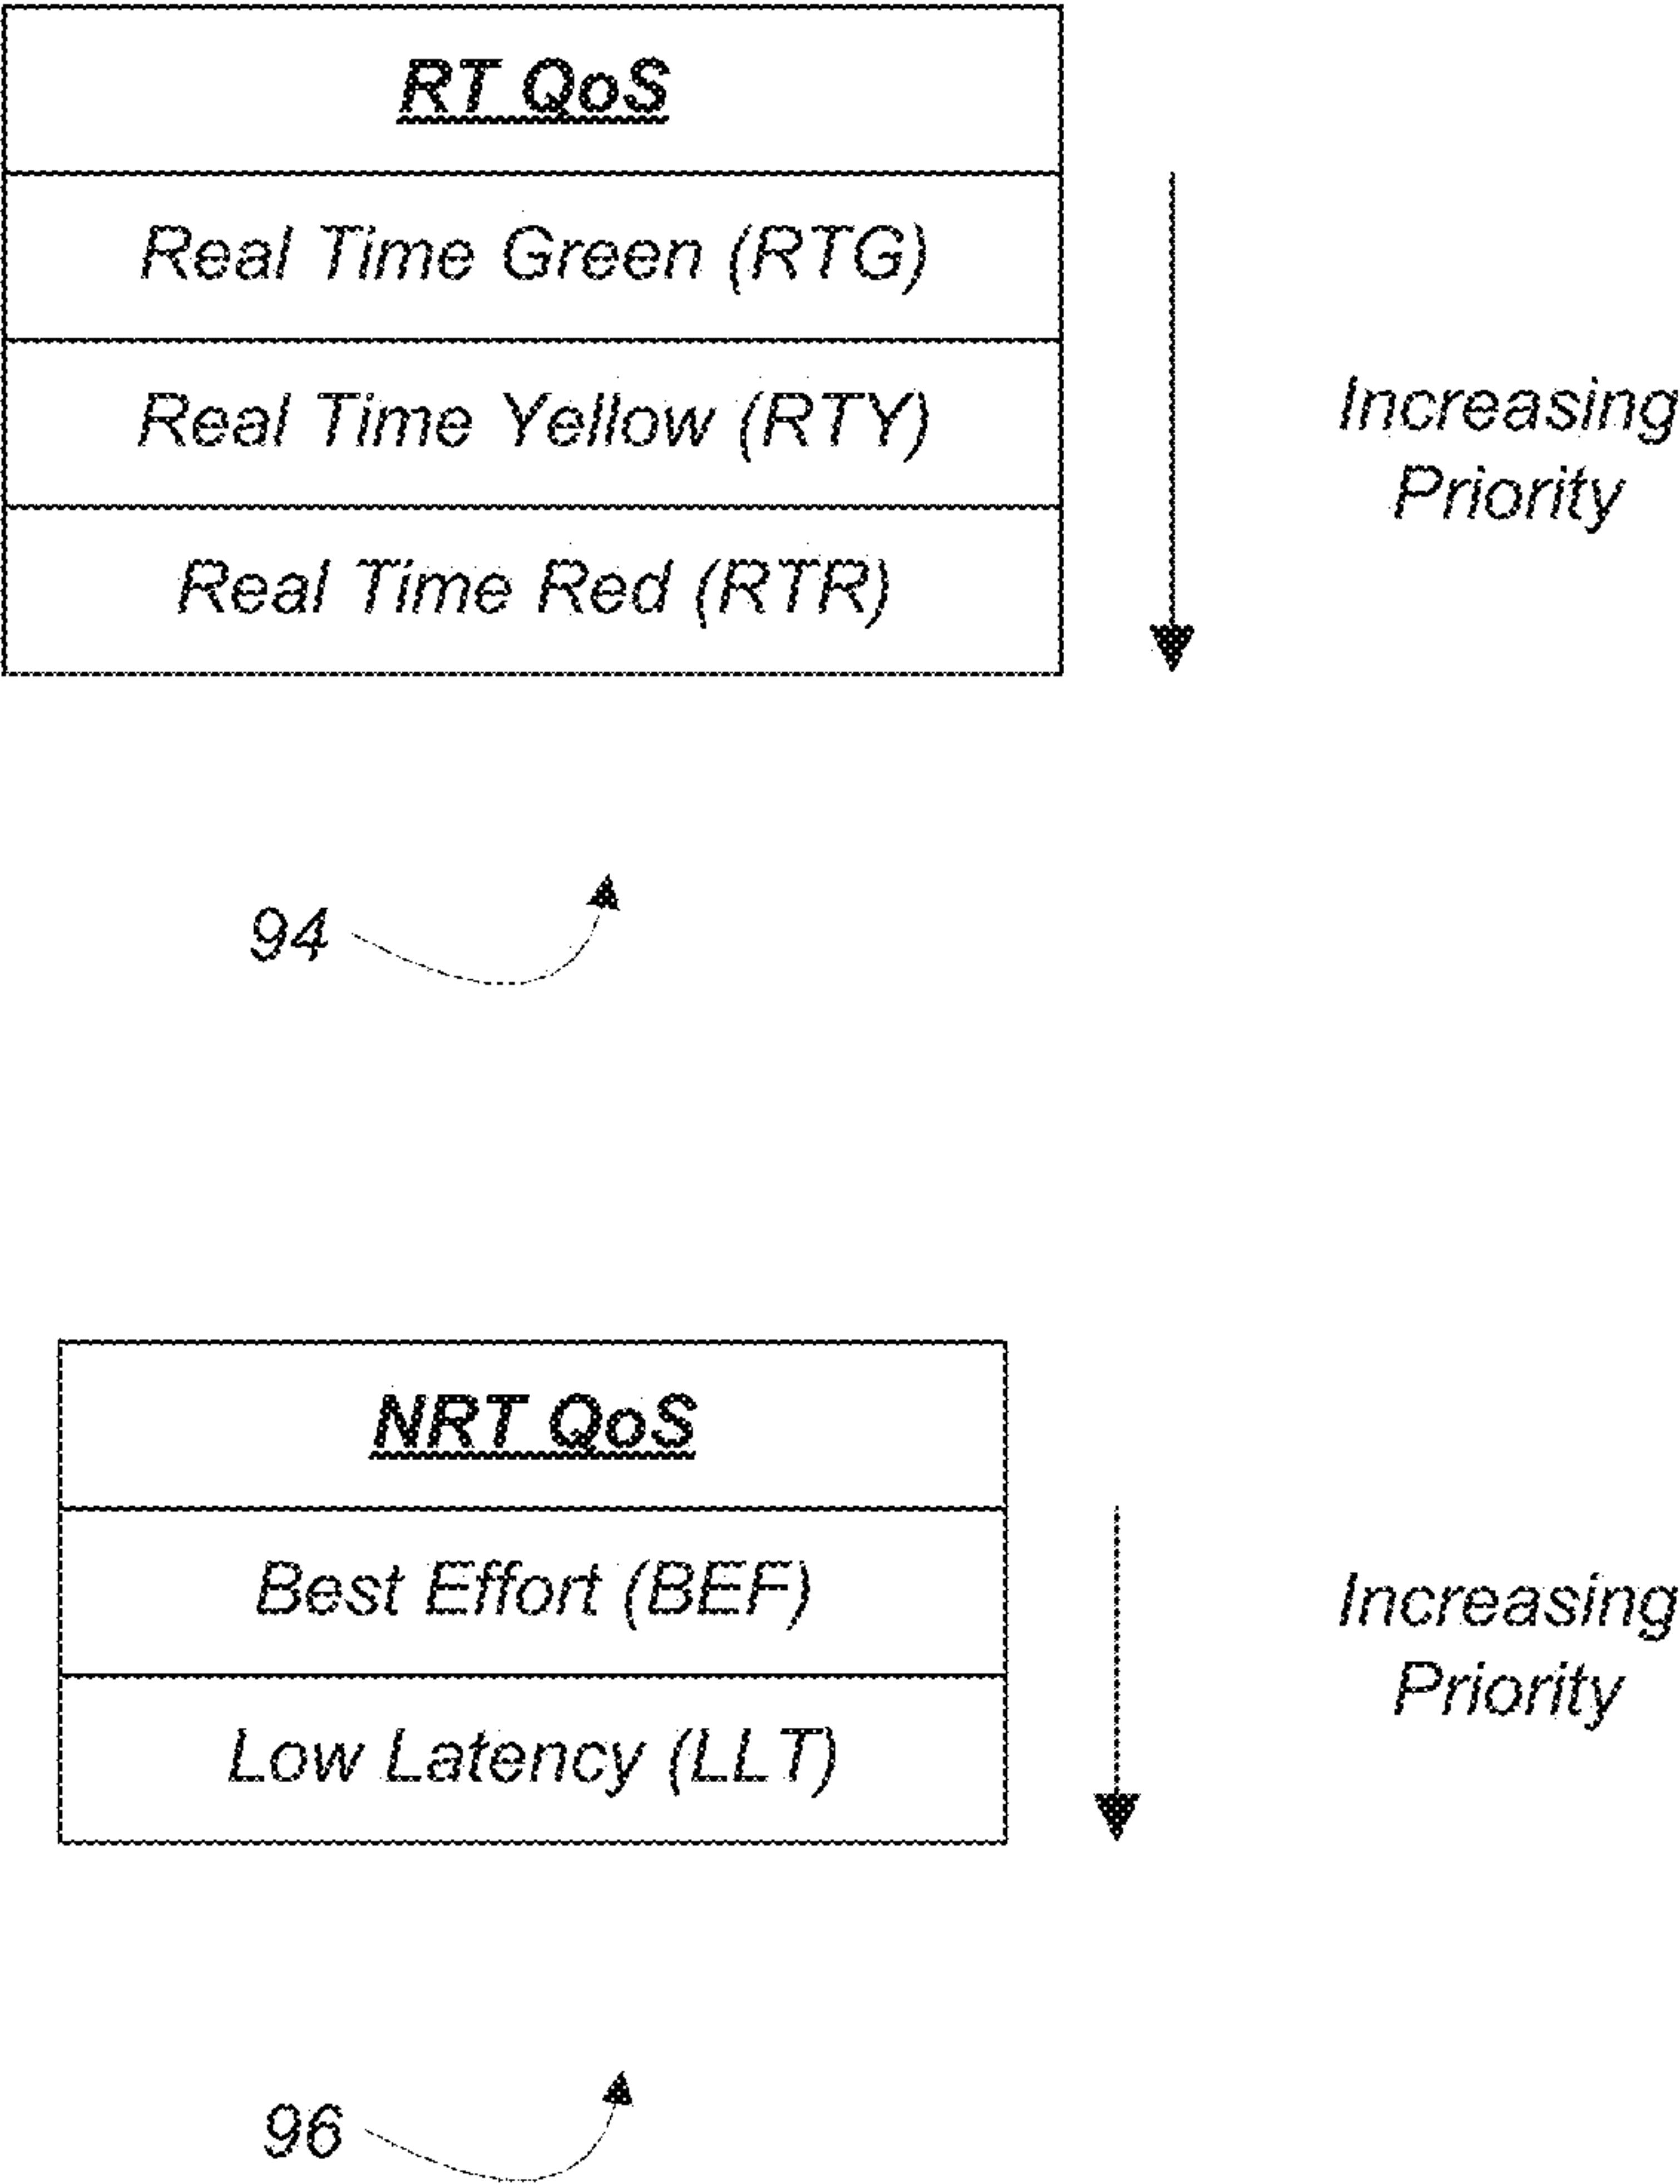 RT QoS
Real Time Green (RTG)
Real Time Yellow (RTY)
Real Time Red (RTR)
Increasing
Priority
94
NRT QoS
Best Effort (BEF)
Low Latency (LLT)
Increasing
Priority
96